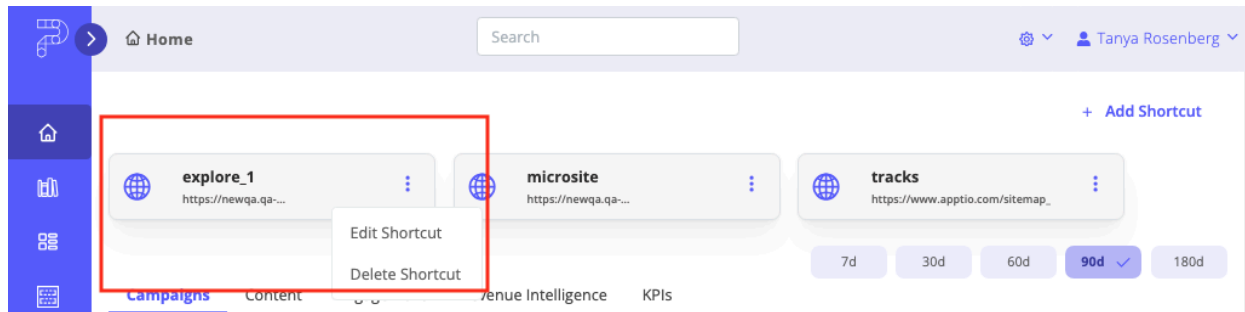 Home
Search
Tanya Rosenberg
+ Add Shortcut
explore_1
https://newqa.qa-...
microsite
https://newqa.qa-...
tracks
https://www.apptio.com/sitemap_
Edit Shortcut
Delete Shortcut
7d 30d 60d 90d 180d
Campaigns Content Intelligence KPIs